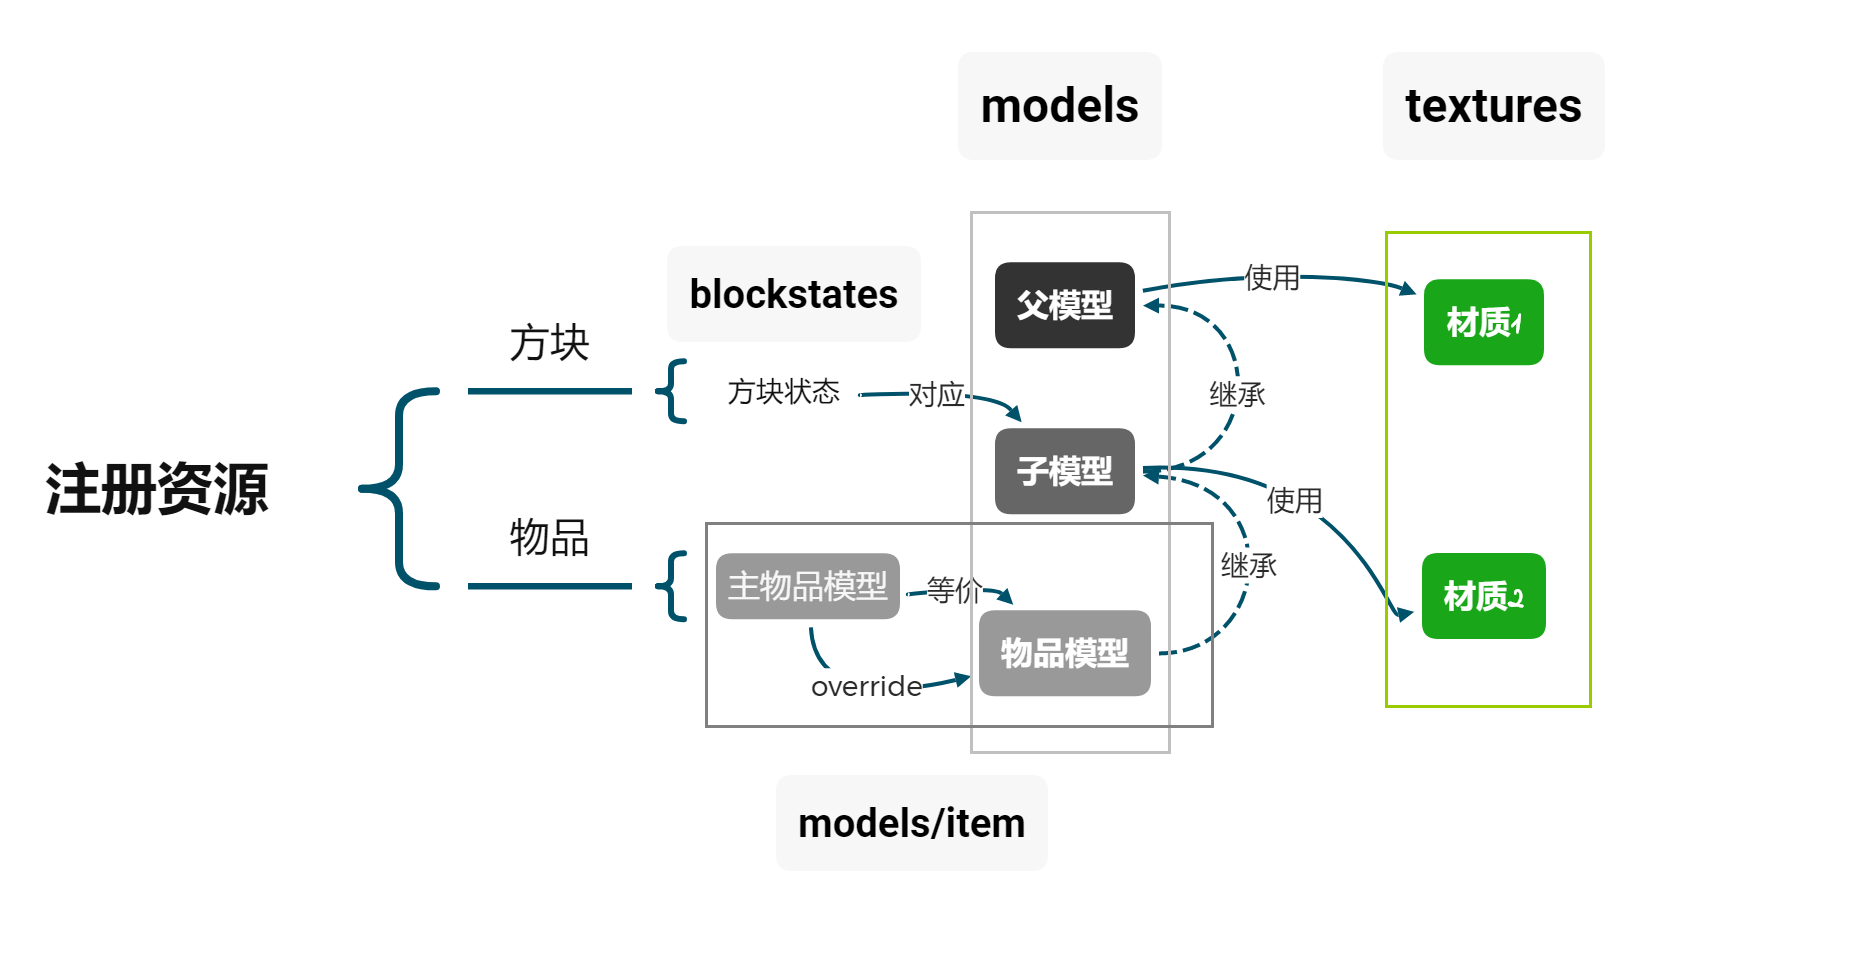 models
textures
blockstates
父模型
使用
材质1
方块
方块状态
对应
继承
子模型
注册资源
使用
物品
主物品模型
等价
继承
材质2
物品模型
override
models/item